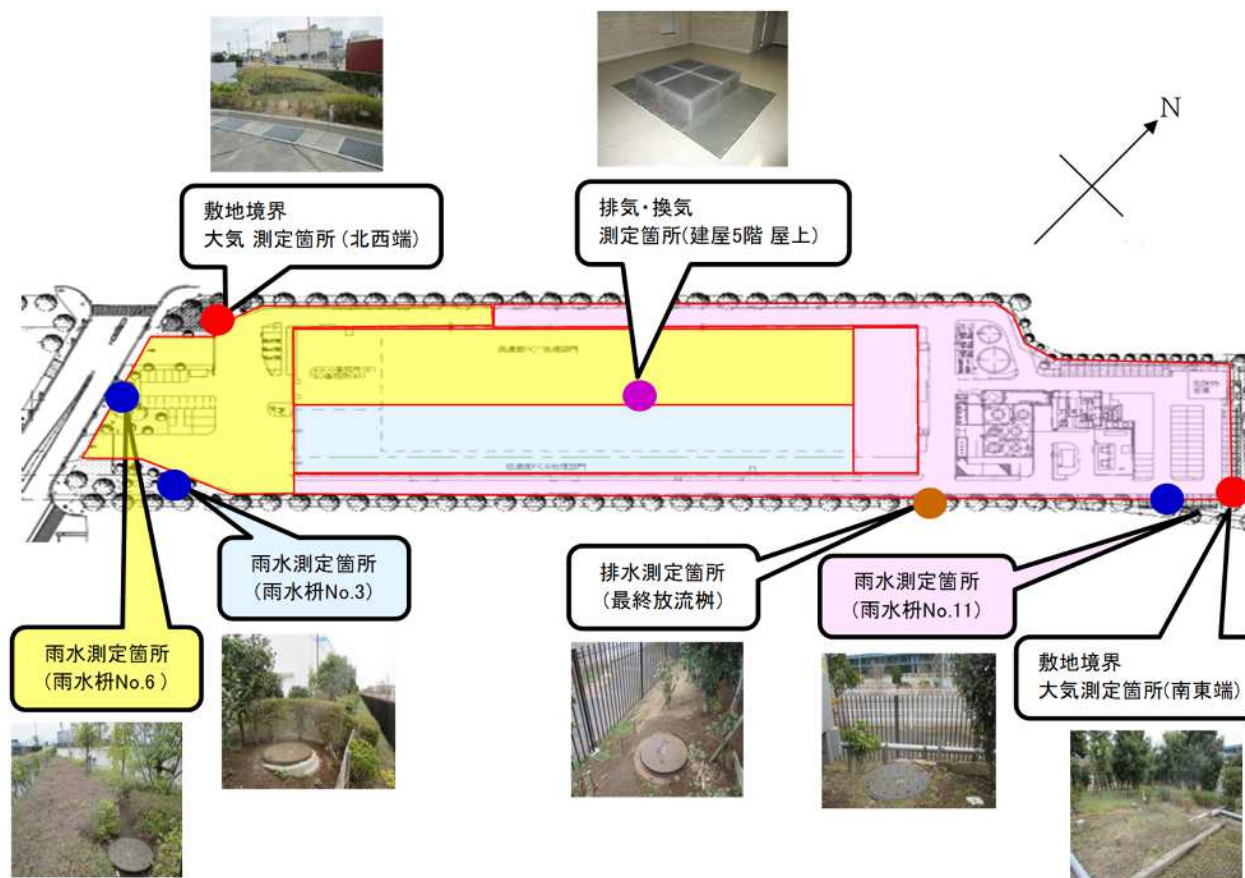 敷地境界
大気 測定箇所 (北西端)
排気・換気
測定箇所(建屋5階 屋上)
N
雨水測定箇所
(雨水枡No.3)
排水測定箇所
(最終放流桝)
雨水測定箇所
(雨水枡No.11)
雨水測定箇所
(雨水枡No.6)
敷地境界
大気測定箇所(南東端)